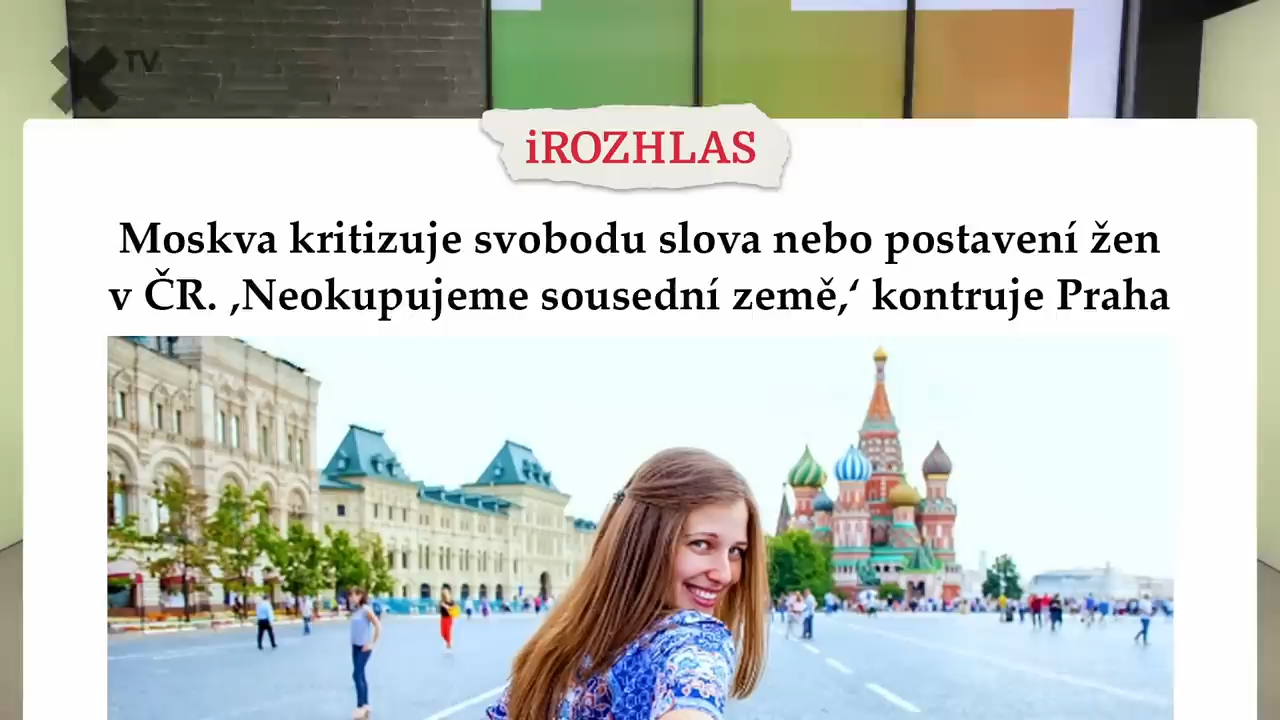 TV
iROZHLAS
Moskva kritizuje svobodu slova nebo postavení žen
v ČR. ‚Neokupujeme sousední země,‘ kontruje Praha